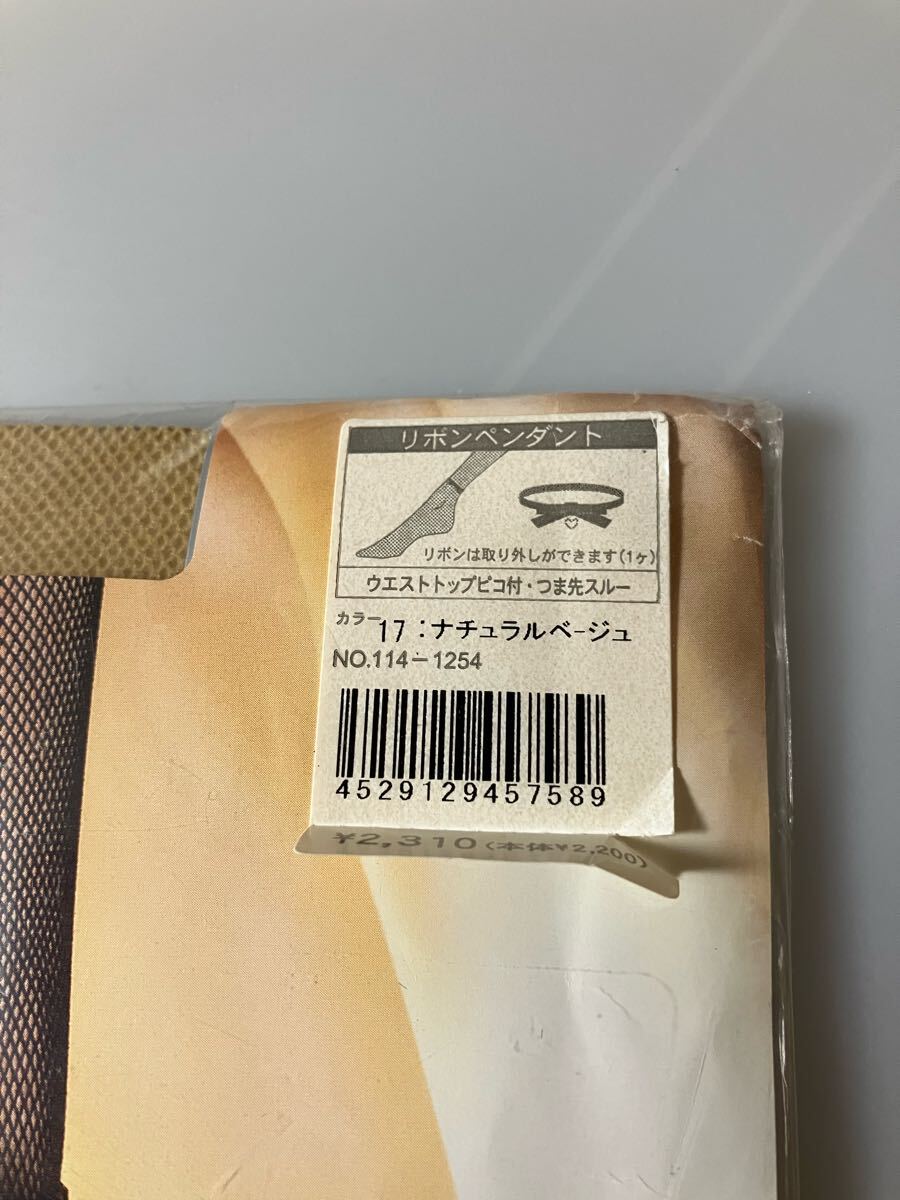 リボンペンダント
リボンは取り外しができます(1ヶ)
ウエストトップピコ付・つま先スルー
カラー17：ナチュラルベージュ
NO.114-1254
4529129457589
¥2,310(本体¥2,200)